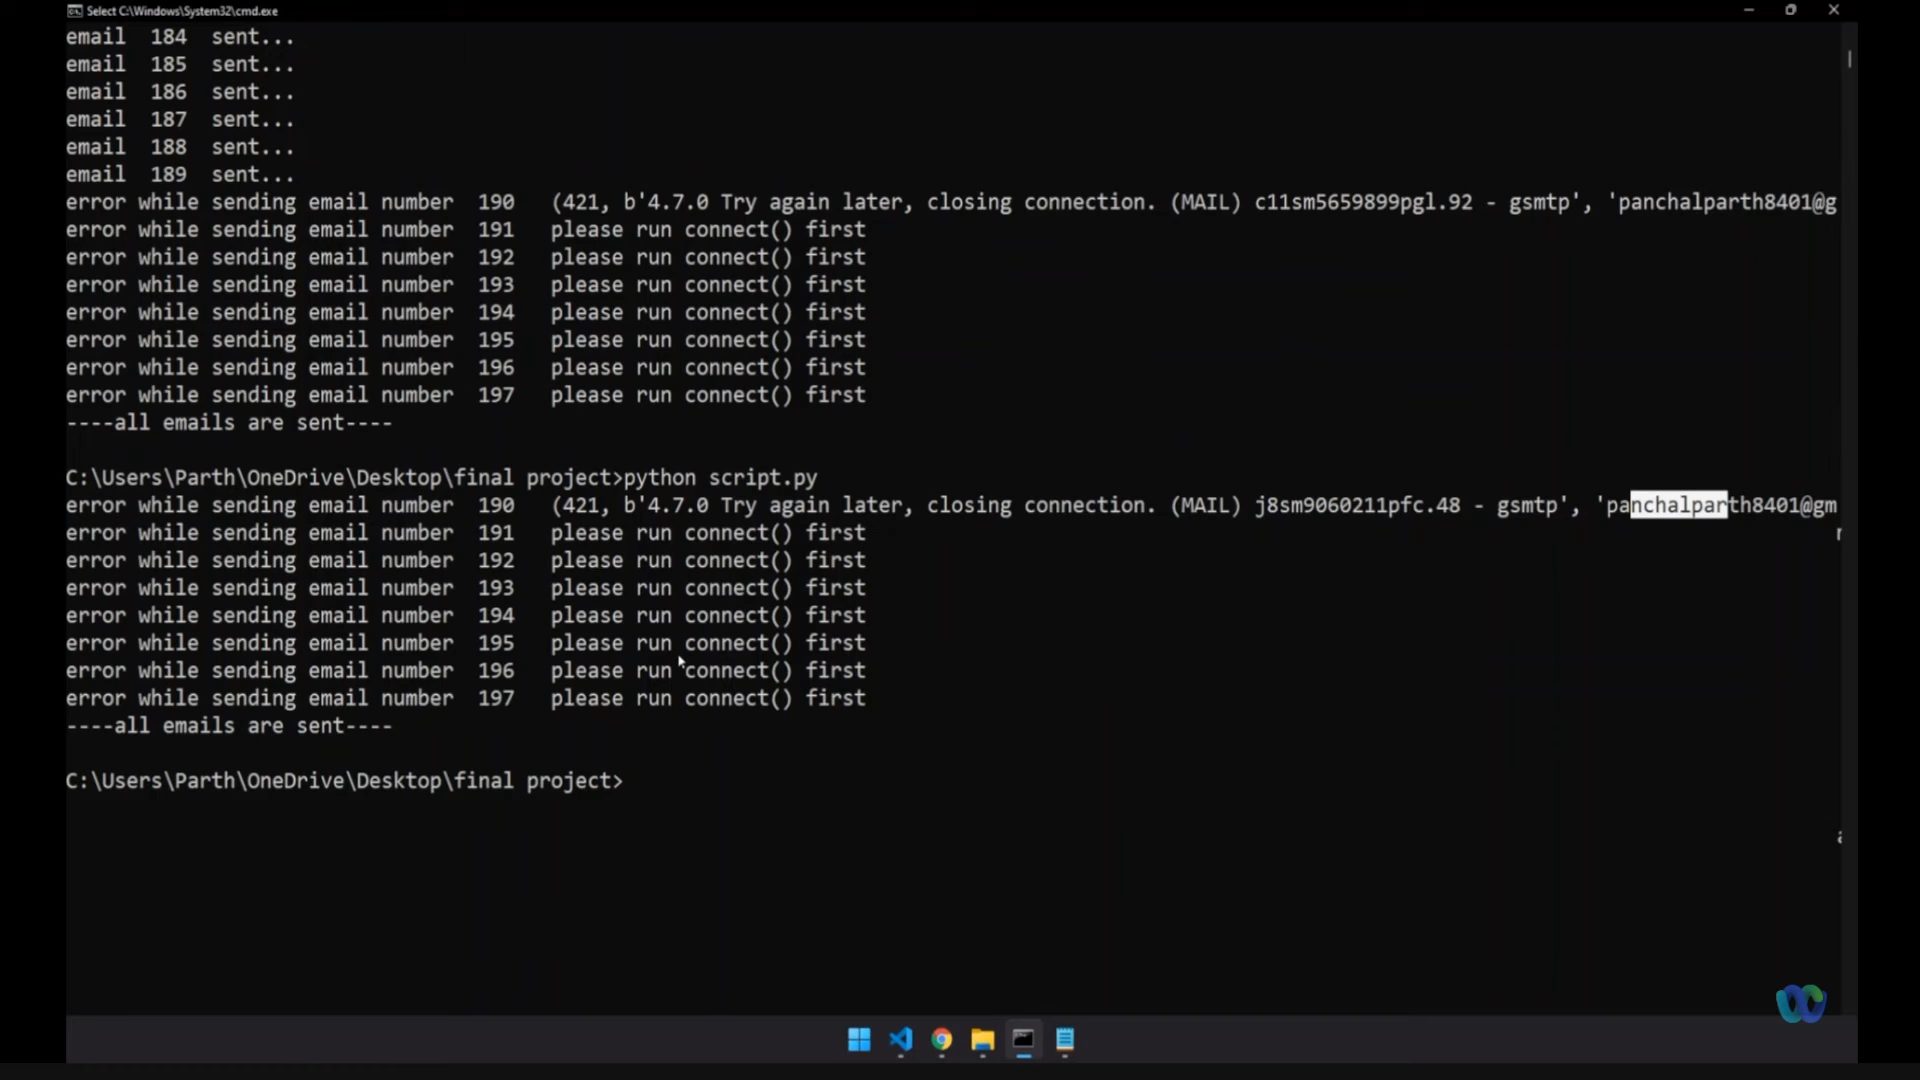 Select C:\Windows\System32\cmd.exe
email 184 sent...
email 185 sent...
email 186 sent...
email 187 sent...
email 188 sent...
email 189 sent...
error while sending email number 190 (421, b'4.7.0 Try again later, closing connection. (MAIL) c11sm5659899pgl.92 - gsmtp', 'panchalparth8401@g
error while sending email number 191 please run connect() first
error while sending email number 192 please run connect() first
error while sending email number 193 please run connect() first
error while sending email number 194 please run connect() first
error while sending email number 195 please run connect() first
error while sending email number 196 please run connect() first
error while sending email number 197 please run connect() first
----all emails are sent----
C:\Users\Parth\OneDrive\Desktop\final project>python script.py
error while sending email number 190 (421, b'4.7.0 Try again later, closing connection. (MAIL) j8sm9060211pfc.48 - gsmtp', 'panchalparth8401@gm
error while sending email number 191 please run connect() first
error while sending email number 192 please run connect() first
error while sending email number 193 please run connect() first
error while sending email number 194 please run connect() first
error while sending email number 195 please run connect() first
error while sending email number 196 please run connect() first
error while sending email number 197 please run connect() first
----all emails are sent----
C:\Users\Parth\OneDrive\Desktop\final project>